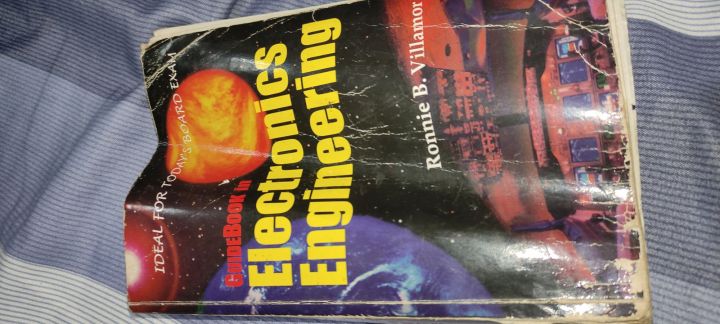 IDEAL FOR TODAY'S BOARD EXAM
GUIDEBOOK in
Electronics
Engineering
Ronnie B. Villamor